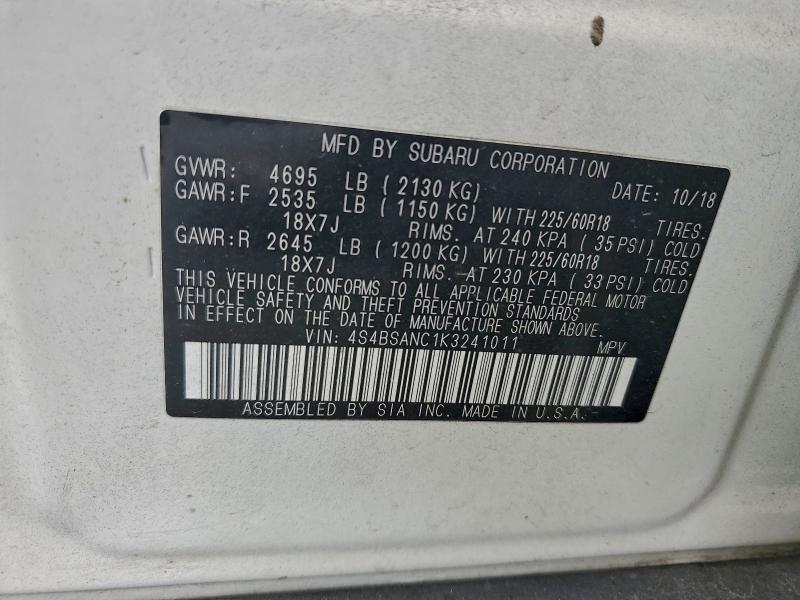 MFD BY SUBARU CORPORATION
GVWR: 4695 LB ( 2130 KG) DATE: 10/18
GAWR:F 2535 LB ( 1150 KG) WITH 225/60R18 TIRES.
18X7J RIMS. AT 240 KPA ( 35 PSI) COLD
GAWR:R 2645 LB ( 1200 KG) WITH 225/60R18 TIRES.
18X7J RIMS. AT 230 KPA ( 33 PSI) COLD
THIS VEHICLE CONFORMS TO ALL APPLICABLE FEDERAL MOTOR
VEHICLE SAFETY AND THEFT PREVENTION STANDARDS
IN EFFECT ON THE DATE OF MANUFACTURE SHOWN ABOVE.
VIN: 4S4BSANC1K3241011 MPV
ASSEMBLED BY SIA INC. MADE IN U.S.A.